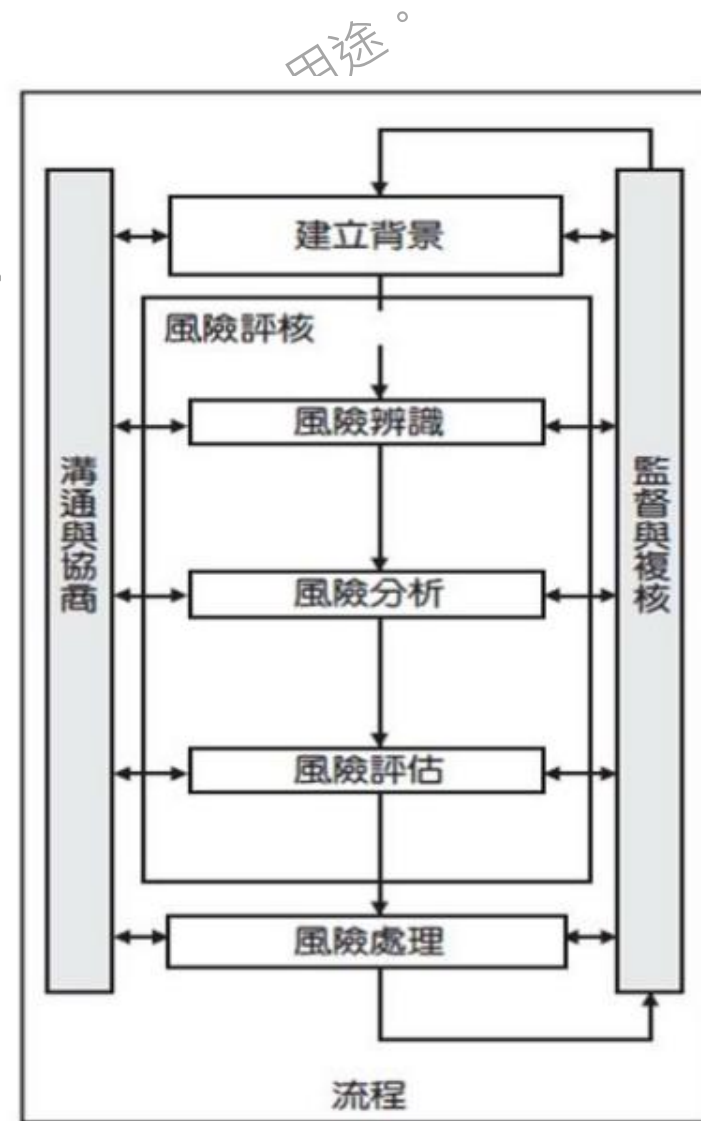 用途。
建立背景
風險評核
風險辨識
溝通與協商
監督與複核
風險分析
風險評估
風險處理
流程